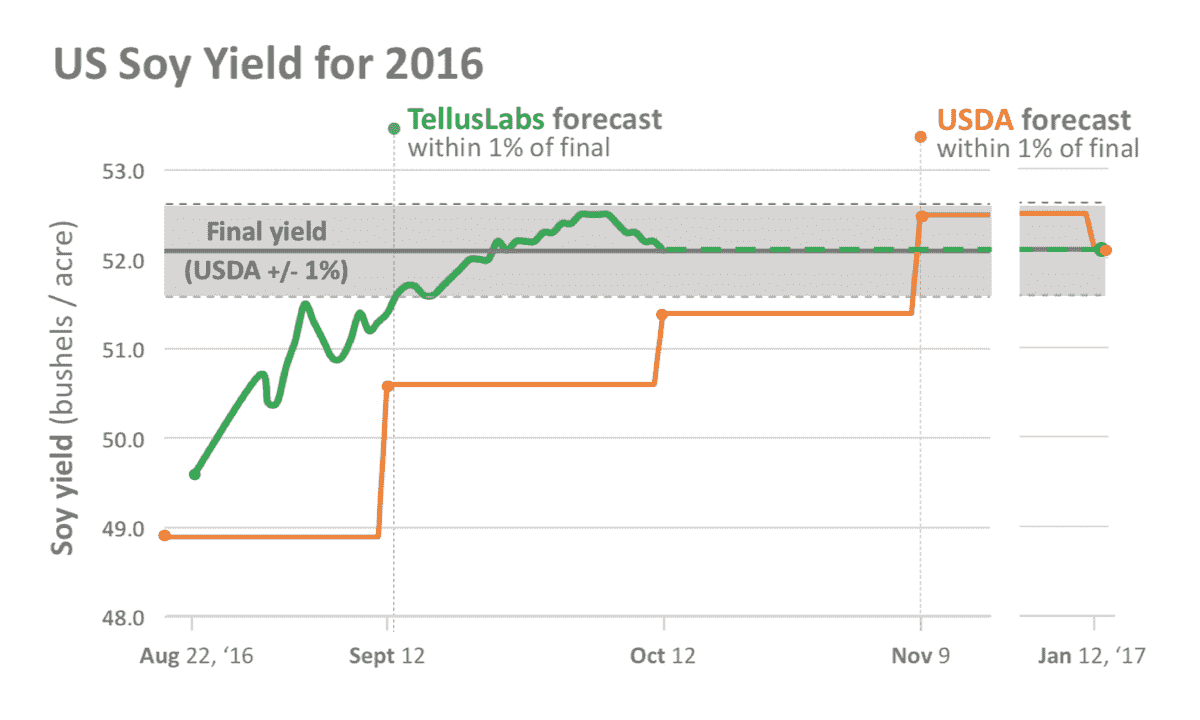 US Soy Yield for 2016
TellusLabs forecast
within 1% of final
USDA forecast
within 1% of final
Soy yield (bushels / acre)
53.0
52.0
51.0
50.0
49.0
48.0
Final yield
(USDA +/- 1%)
Aug 22, ‘16
Sept 12
Oct 12
Nov 9
Jan 12, ‘17